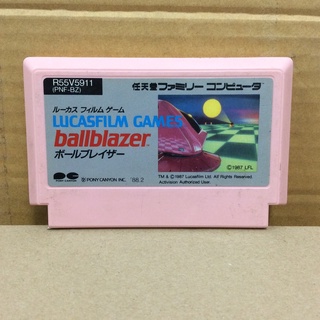 R55V5911
(PNF-BZ)
任天堂ファミリー コンピュータ
ルーカス フィルム ゲーム
LUCASFILM GAMES
ballblazer™
ボールブレイザー
©1987 LFL
PC
® PONY CANYON INC. '88.2
TM & ©1987 Lucasfilm Ltd. All Rights Reserved.
Activision Authorized User.